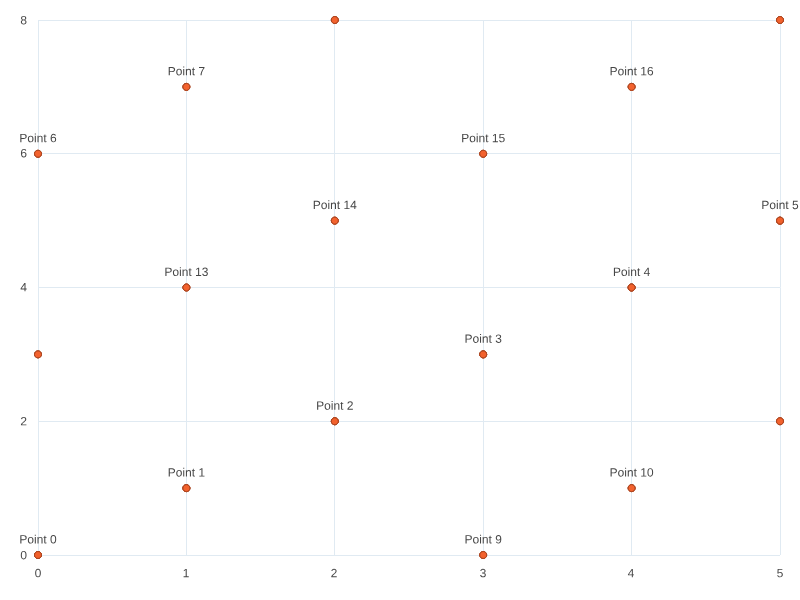 8
Point 7
Point 16
Point 6
Point 15
6
Point 14
Point 5
Point 13
Point 4
4
Point 3
Point 2
2
Point 1
Point 10
Point 0
Point 9
0
0
1
2
3
4
5